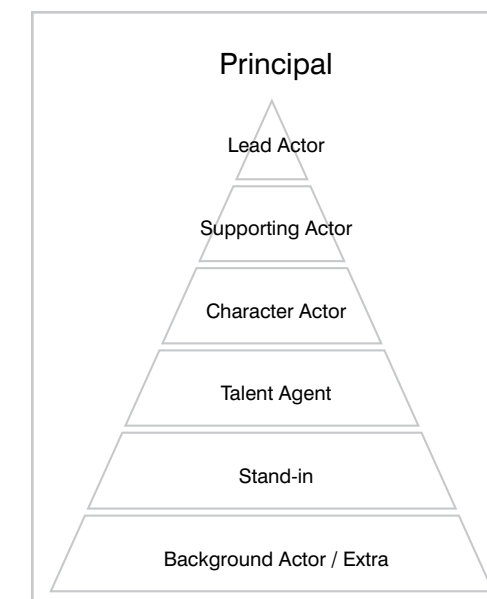 Principal
Lead Actor
Supporting Actor
Character Actor
Talent Agent
Stand-in
Background Actor / Extra